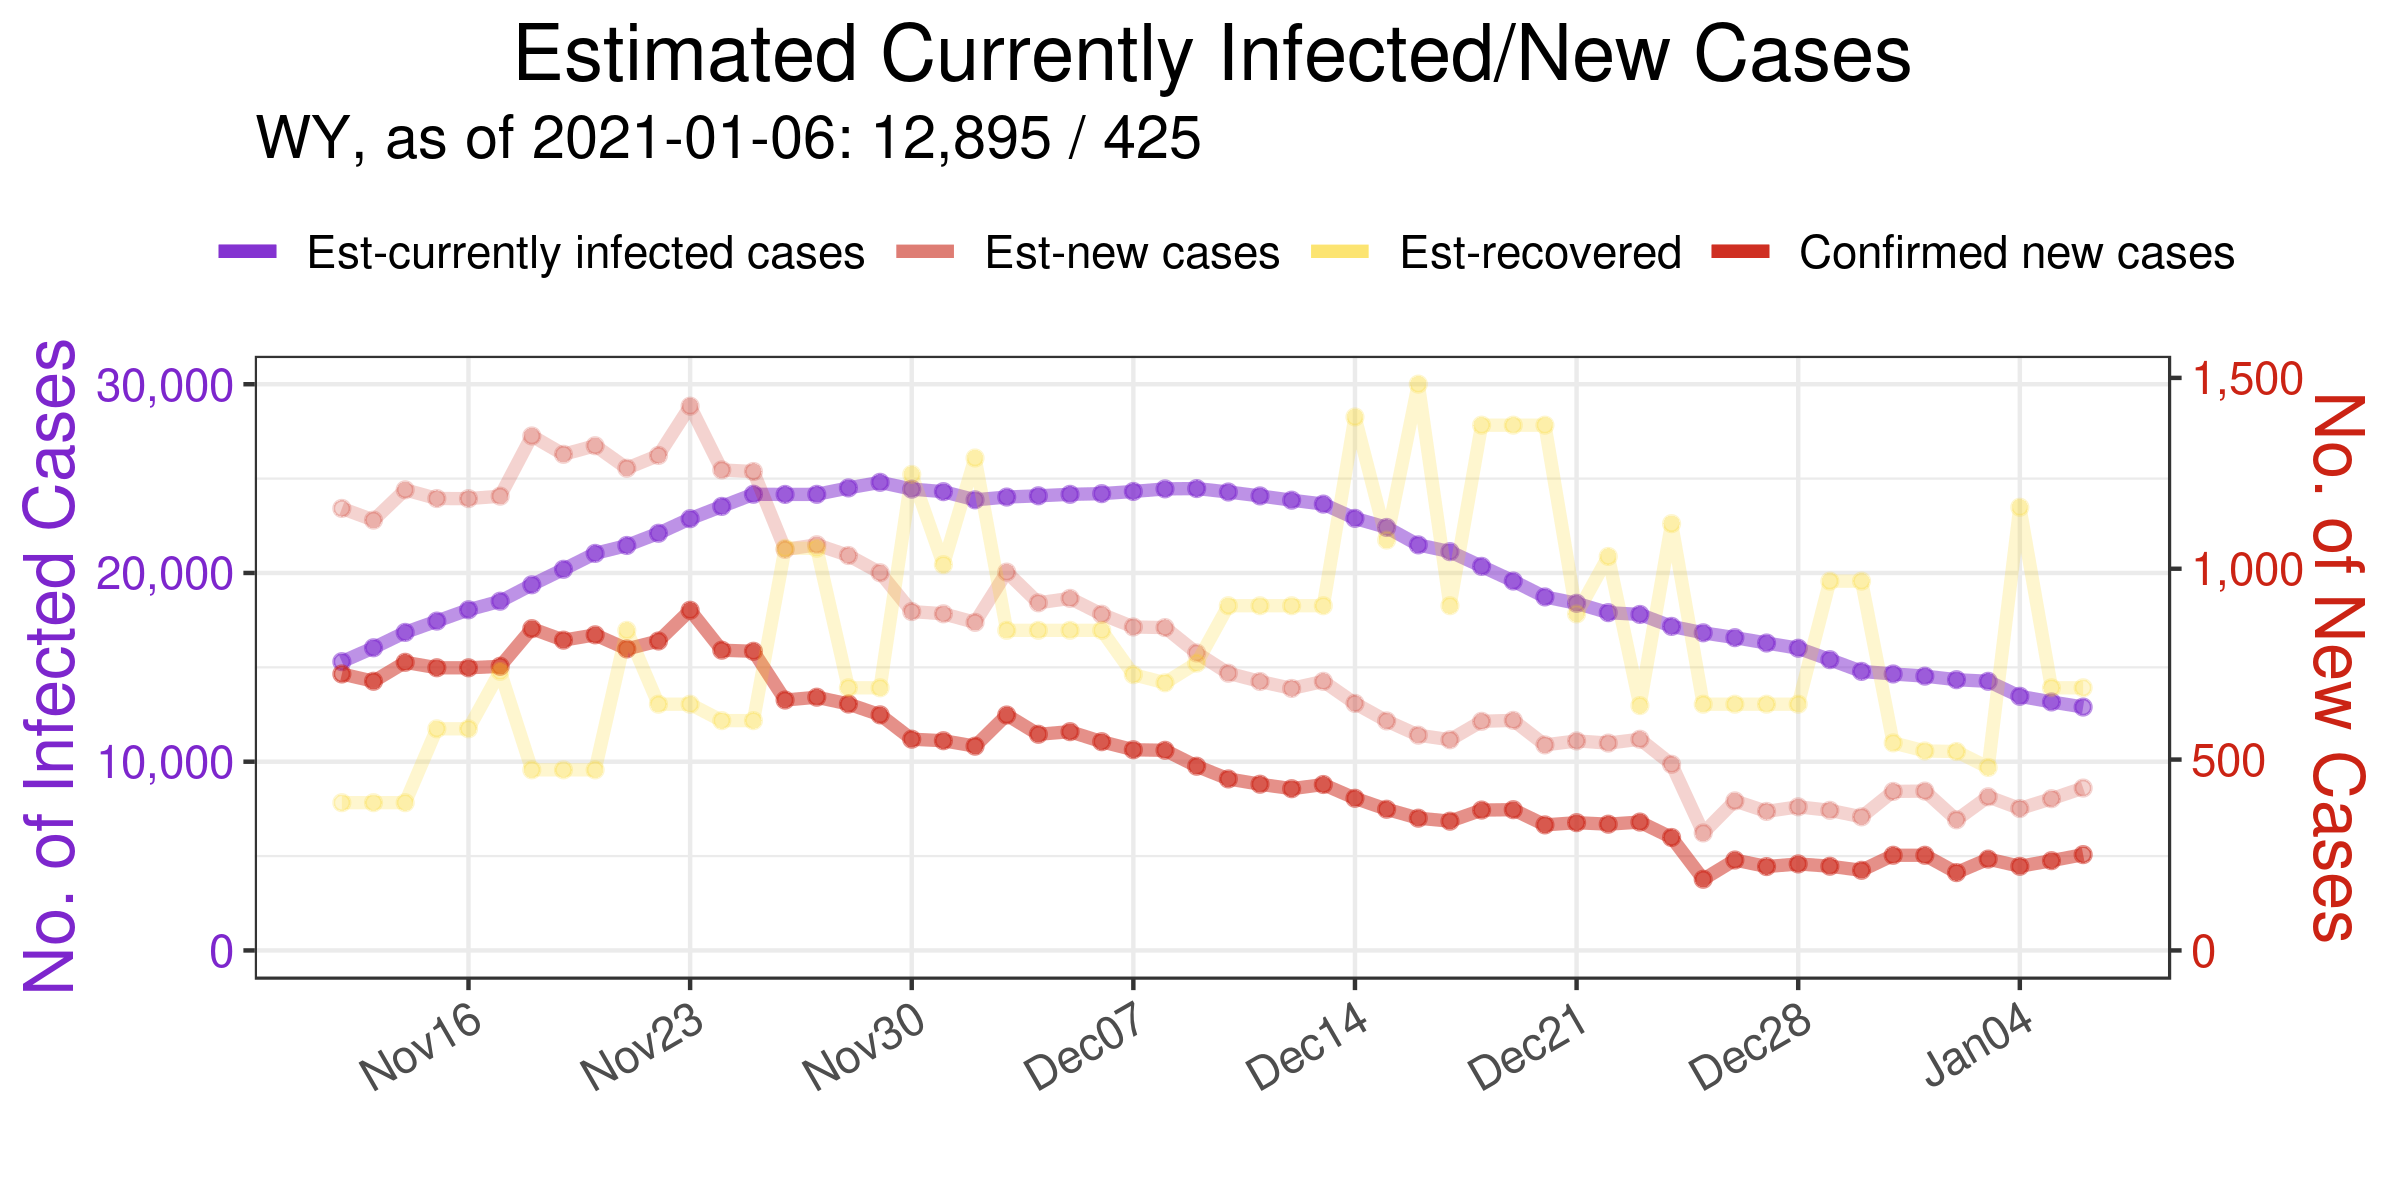 Estimated Currently Infected/New Cases
WY, as of 2021-01-06: 12,895 / 425
Est-currently infected cases Est-new cases Est-recovered Confirmed new cases
No. of Infected Cases
30,000
20,000
10,000
0
1,500
1,000
500
0
No. of New Cases
Nov16 Nov23 Nov30 Dec07 Dec14 Dec21 Dec28 Jan04